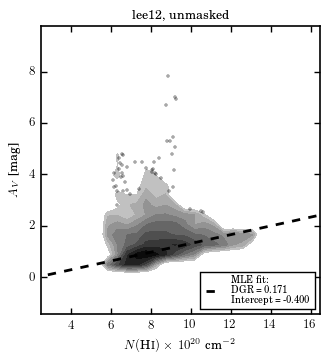 lee12, unmasked
8
6
4
2
0
A_V [mag]
MLE fit:
DGR = 0.171
Intercept = -0.400
4 6 8 10 12 14 16
N(HI) × 10^20 cm^−2